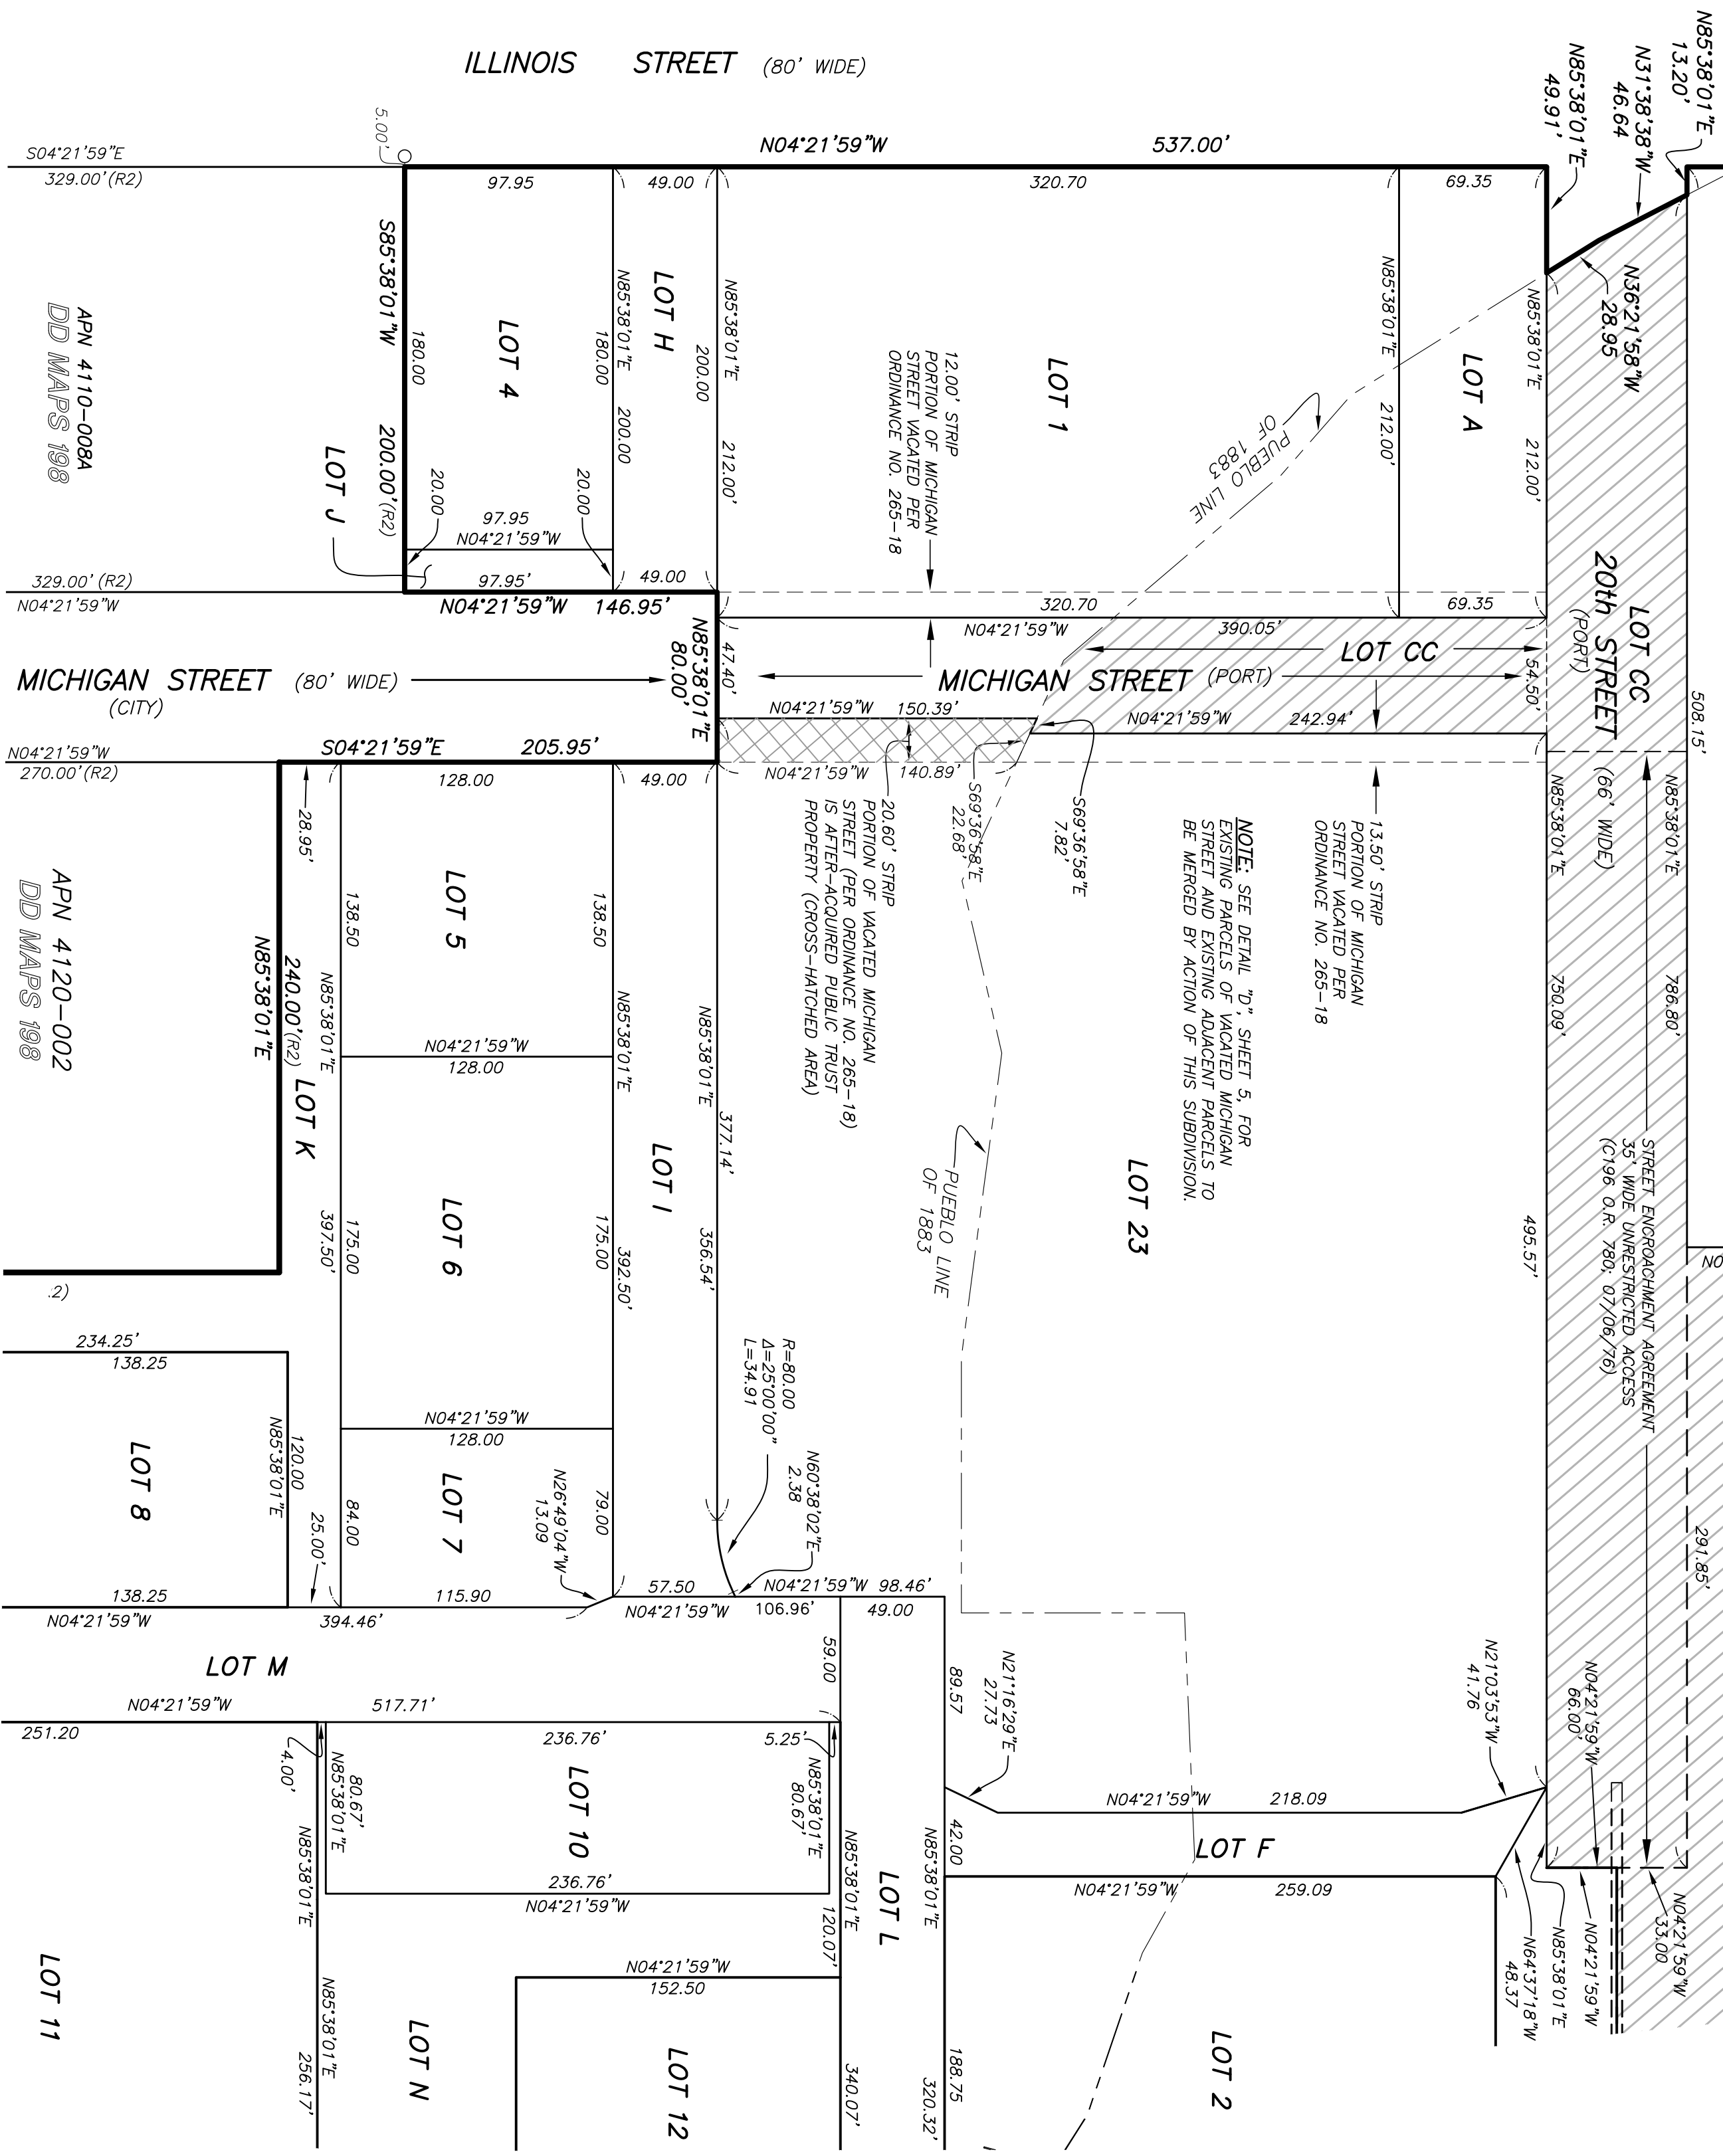 ILLINOIS STREET (80' WIDE)
N85°38'01"E
13.20'
N31°38'38"W
46.64
N85°38'01"E
49.91'
5.00'
S04°21'59"E
329.00'(R2)
N04°21'59"W 537.00'
97.95
49.00
320.70
69.35
S85°38'01"W 200.00'(R2)
180.00
LOT 4
180.00
N85°38'01"E 200.00
LOT H
200.00
N85°38'01"E 212.00'
LOT 1
N85°38'01"E 212.00'
LOT A
N85°38'01"E 212.00'
N36°21'58"W
28.95
APN 4110-008A
DD MAPS 198
LOT J
20.00
97.95
N04°21'59"W
20.00
12.00' STRIP
PORTION OF MICHIGAN
STREET VACATED PER
ORDINANCE NO. 265-18
PUEBLO LINE
OF 1883
LOT CC
20th STREET (66' WIDE)
(PORT)
508.15'
329.00' (R2)
N04°21'59"W
97.95'
49.00
N04°21'59"W 146.95'
320.70
69.35
N04°21'59"W 390.05'
MICHIGAN STREET (80' WIDE)
(CITY)
N85°38'01"E
80.00'
47.40'
MICHIGAN STREET (PORT)
LOT CC
54.50'
N04°21'59"W 150.39'
N04°21'59"W 242.94'
N04°21'59"W 140.89'
N04°21'59"W
270.00'(R2)
S04°21'59"E 205.95'
128.00
49.00
28.95'
20.60' STRIP
PORTION OF VACATED MICHIGAN
STREET (PER ORDINANCE NO. 265-18)
IS AFTER-ACQUIRED PUBLIC TRUST
PROPERTY (CROSS-HATCHED AREA)
S69°36'58"E
22.68'
S69°36'58"E
7.82'
NOTE: SEE DETAIL "D", SHEET 5, FOR
EXISTING PARCELS OF VACATED MICHIGAN
STREET AND EXISTING ADJACENT PARCELS TO
BE MERGED BY ACTION OF THIS SUBDIVISION.
13.50' STRIP
PORTION OF MICHIGAN
STREET VACATED PER
ORDINANCE NO. 265-18
N85°38'01"E 750.09'
N85°38'01"E 786.80'
APN 4120-002
DD MAPS 198
N85°38'01"E
240.00'(R2)
LOT K
N85°38'01"E 397.50'
138.50
LOT 5
138.50
N85°38'01"E 392.50'
N04°21'59"W
128.00
175.00
LOT 6
175.00
LOT I
N85°38'01"E 356.54'
377.14'
PUEBLO LINE
OF 1883
LOT 23
495.57'
STREET ENCROACHMENT AGREEMENT
35' WIDE UNRESTRICTED ACCESS
(C196 O.R. 780; 07/06/76)
N0
.2)
234.25'
138.25
LOT 8
120.00
N85°38'01"E
138.25
N04°21'59"W
25.00'
N04°21'59"W
128.00
84.00
LOT 7
79.00
N26°49'04"W
13.09
115.90
394.46'
R=80.00
Δ=25°00'00"
L=34.91
N60°38'02"E
2.38
57.50
N04°21'59"W
N04°21'59"W 98.46'
106.96'
49.00
291.85'
LOT M
59.00
89.57
N21°16'29"E
27.73
N21°03'53"W
41.76
N04°21'59"W
66.00'
N04°21'59"W 517.71'
251.20
4.00'
236.76'
5.25'
N85°38'01"E
80.67'
LOT 10
N85°38'01"E
80.67'
236.76'
N04°21'59"W
N04°21'59"W 218.09
LOT F
42.00
N04°21'59"W 259.09
N85°38'01"E
N85°38'01"E
N85°38'01"E 120.07'
LOT L
N04°21'59"W
33.00
N04°21'59"W
N85°38'01"E
N64°37'18"W
48.37
LOT 11
N85°38'01"E 256.17'
LOT N
N04°21'59"W
152.50
LOT 12
340.07'
188.75
320.32'
LOT 2